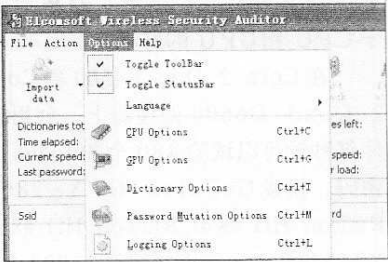 Elcomsoft Wireless Security Auditor
File Action Options Help
Toggle ToolBar
Import data
Toggle StatusBar
Language
Dictionaries tot
es left:
CPU Options Ctrl+C
Time elapsed:
Current speed:
GPU Options Ctrl+G
speed:
Last password:
r load:
Dictionary Options Ctrl+I
Ssid
Password Mutation Options Ctrl+M
rd
Logging Options Ctrl+L